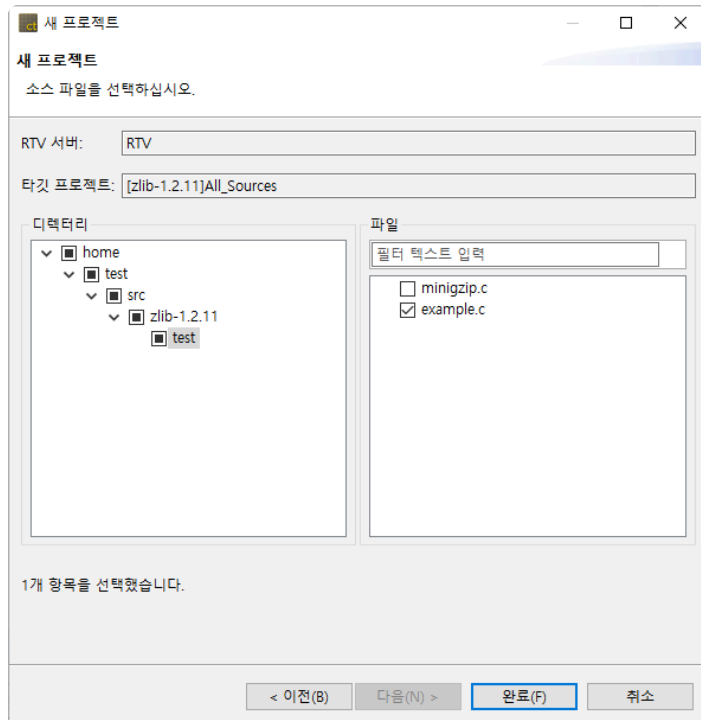 ct 새 프로젝트
새 프로젝트
소스 파일을 선택하십시오.
RTV 서버: RTV
타깃 프로젝트: [zlib-1.2.11]All_Sources
디렉터리
home
test
src
zlib-1.2.11
test
파일
필터 텍스트 입력
minigzip.c
example.c
1개 항목을 선택했습니다.
< 이전(B) 다음(N) > 완료(F) 취소